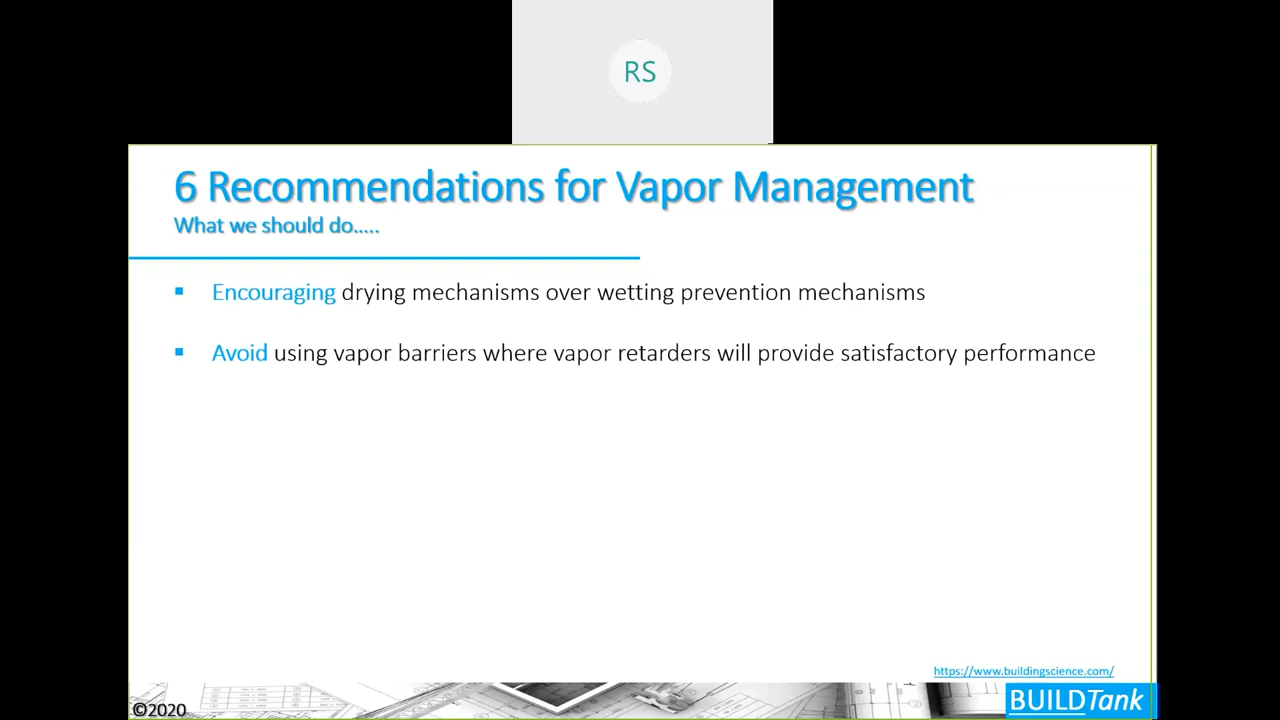 RS
6 Recommendations for Vapor Management
What we should do.....
▪ Encouraging drying mechanisms over wetting prevention mechanisms
▪ Avoid using vapor barriers where vapor retarders will provide satisfactory performance
https://www.buildingscience.com/
©2020
BUILDTank